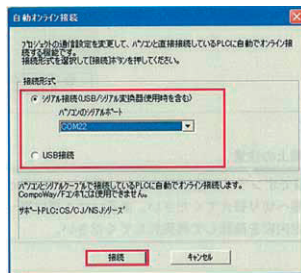 自動オンライン接続
プロジェクトの通信設定を変更して、パソコンと直接接続しているPLCに自動でオンライン接
続する機能です。
接続形式を選択して[接続]ボタンを押してください。
接続形式
シリアル接続(USB/シリアル変換器使用時を含む)
パソコンのシリアルポート
COM22
USB接続
パソコンとシリアルケーブルで接続しているPLCに自動でオンライン接続します。
CompoWay/Fエンポには使用できません。
サポートPLC:CS/CJ/NSJシリーズ
接続
キャンセル